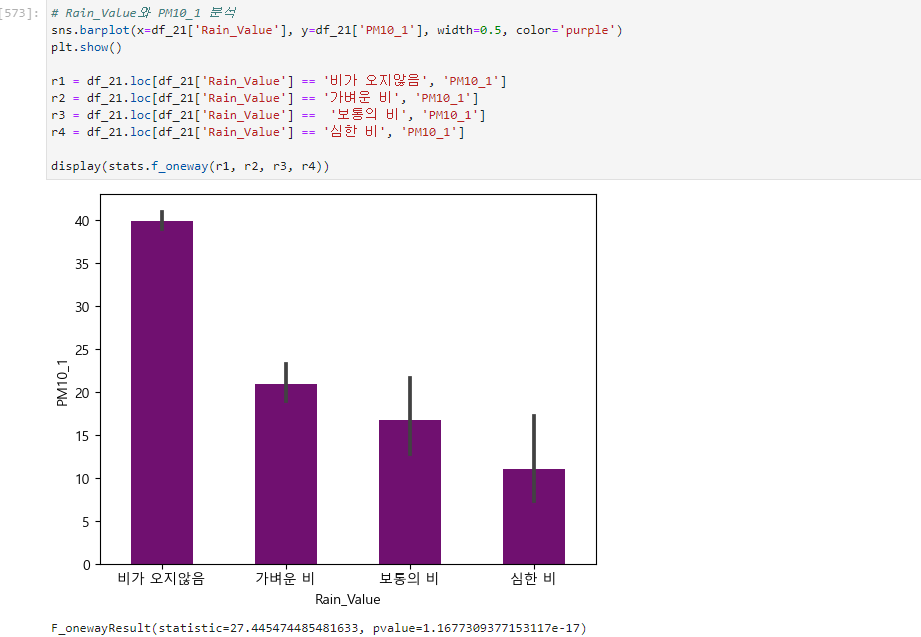 [573]: # Rain_Value와 PM10_1 분석
sns.barplot(x=df_21['Rain_Value'], y=df_21['PM10_1'], width=0.5, color='purple')
plt.show()
r1 = df_21.loc[df_21['Rain_Value'] == '비가 오지않음', 'PM10_1']
r2 = df_21.loc[df_21['Rain_Value'] == '가벼운 비', 'PM10_1']
r3 = df_21.loc[df_21['Rain_Value'] ==  '보통의 비', 'PM10_1']
r4 = df_21.loc[df_21['Rain_Value'] == '심한 비', 'PM10_1']
display(stats.f_oneway(r1, r2, r3, r4))
40
35
30
25
20
15
10
5
0
PM10_1
비가 오지않음 가벼운 비 보통의 비 심한 비
Rain_Value
F_onewayResult(statistic=27.445474485481633, pvalue=1.1677309377153117e-17)